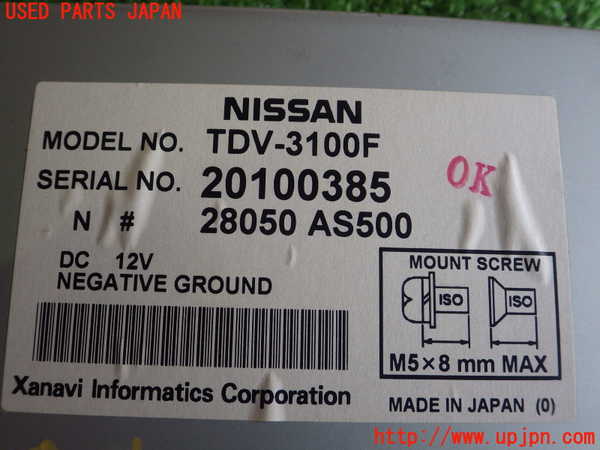 USED PARTS JAPAN
NISSAN
MODEL NO. TDV-3100F
SERIAL NO. 20100385
OK
N # 28050 AS500
DC 12V
NEGATIVE GROUND
MOUNT SCREW
ISO ISO
M5×8 mm MAX
Xanavi Informatics Corporation
MADE IN JAPAN (0)
http://www.upjpn.com/